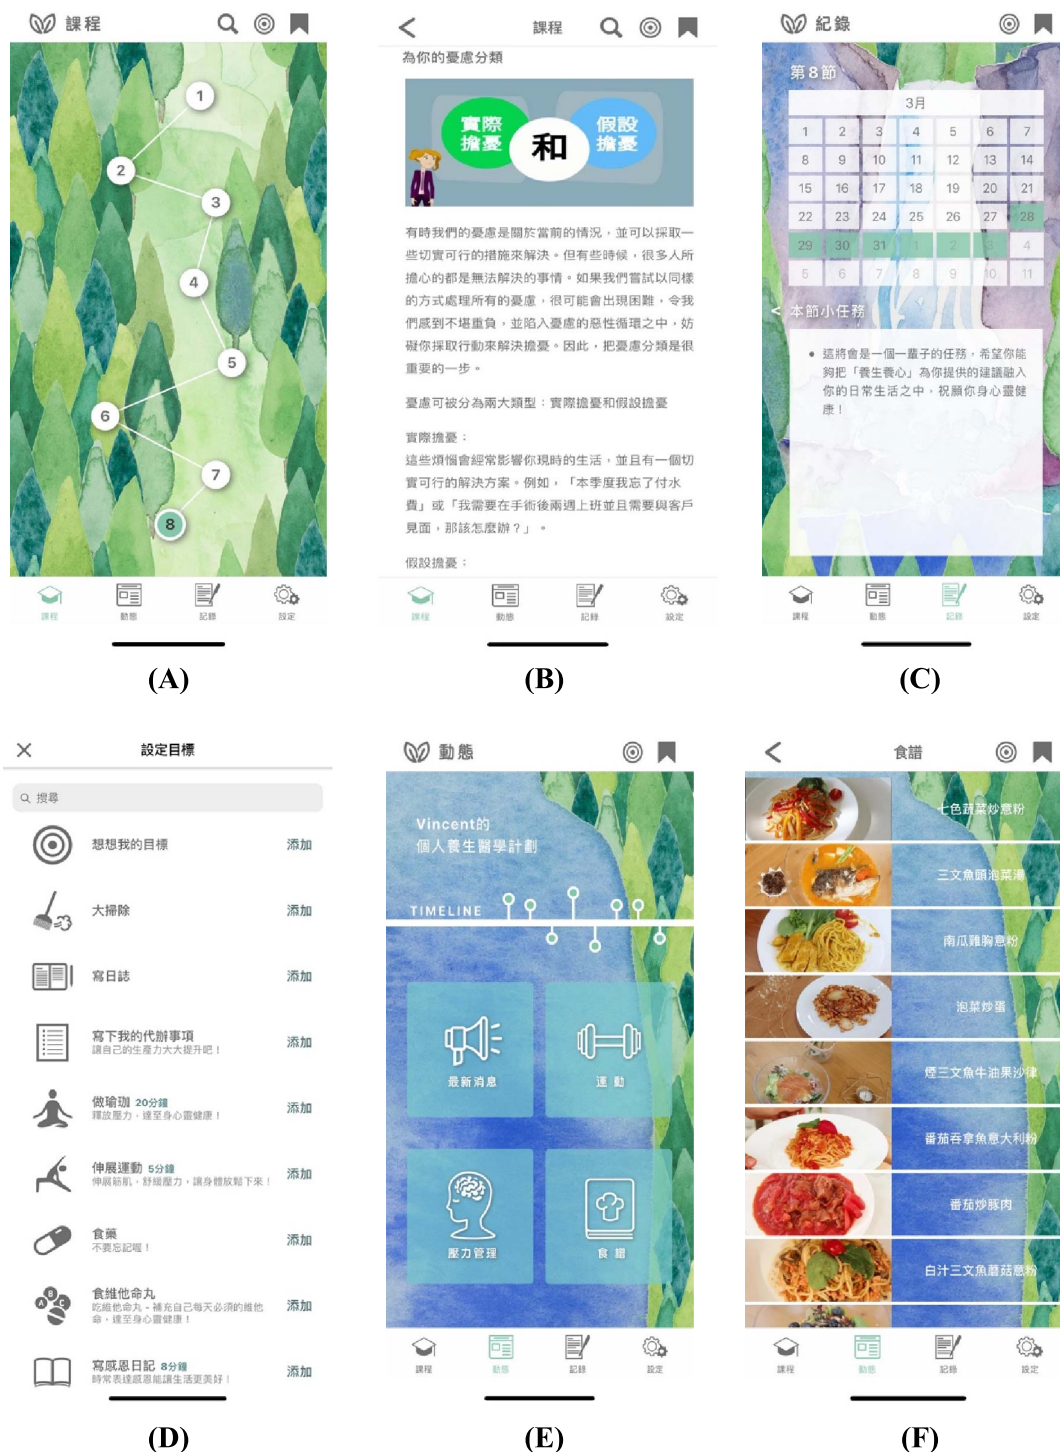 課程
1
2
3
4
5
6
7
8
課程
動態
記錄
設定
(A)
課程
為你的憂慮分類
實際
擔憂
和
假設
擔憂
有時我們的憂慮是關於當前的情況，並可以採取一
些切實可行的措施來解決。但有些時候，很多人所
擔心的都是無法解決的事情。如果我們嘗試以同樣
的方式處理所有的憂慮，很可能會出現困難，令我
們感到不堪重負，並陷入憂慮的惡性循環之中，妨
礙你採取行動來解決擔憂。因此，把憂慮分類是很
重要的一步。
憂慮可被分為兩大類型：實際擔憂和假設擔憂
實際擔憂：
這些煩惱會經常影響你現時的生活，並且有一個切
實可行的解決方案。例如，「本季度我忘了付水
費」或「我需要在手術後兩週上班並且需要與客戶
見面，那該怎麼辦？」。
假設擔憂：
課程
動態
記錄
設定
(B)
紀錄
第8節
3月
1 2 3 4 5 6 7
8 9 10 11 12 13 14
15 16 17 18 19 20 21
22 23 24 25 26 27 28
29 30 31 1 2 3 4
5 6 7 8 9 10 11
< 本節小任務
• 這將會是一個一輩子的任務，希望你能
夠把「養生養心」為你提供的建議融入
你的日常生活之中，祝願你身心靈健
康！
課程
動態
記錄
設定
(C)
設定目標
搜尋
想想我的目標 添加
大掃除 添加
寫日誌 添加
寫下我的代辦事項 添加
讓自己的生產力大大提升吧！
做瑜珈 20分鐘 添加
釋放壓力，達至身心靈健康！
伸展運動 5分鐘 添加
伸展筋肌，舒緩壓力，讓身體放鬆下來！
食藥 添加
不要忘記喔！
A B C
食維他命丸 添加
吃維他命丸 - 補充自己每天必須的維他
命，達至身心靈健康！
寫感恩日記 8分鐘 添加
時常表達感恩能讓生活更美好！
(D)
動態
Vincent的
個人養生醫學計劃
TIMELINE
最新消息
運動
壓力管理
食譜
課程
動態
記錄
設定
(E)
食譜
七色蔬菜炒意粉
三文魚頭泡菜湯
南瓜雞胸意粉
泡菜炒蛋
煙三文魚牛油果沙律
番茄吞拿魚意大利粉
番茄炒豚肉
白汁三文魚蘑菇意粉
課程
動態
記錄
設定
(F)